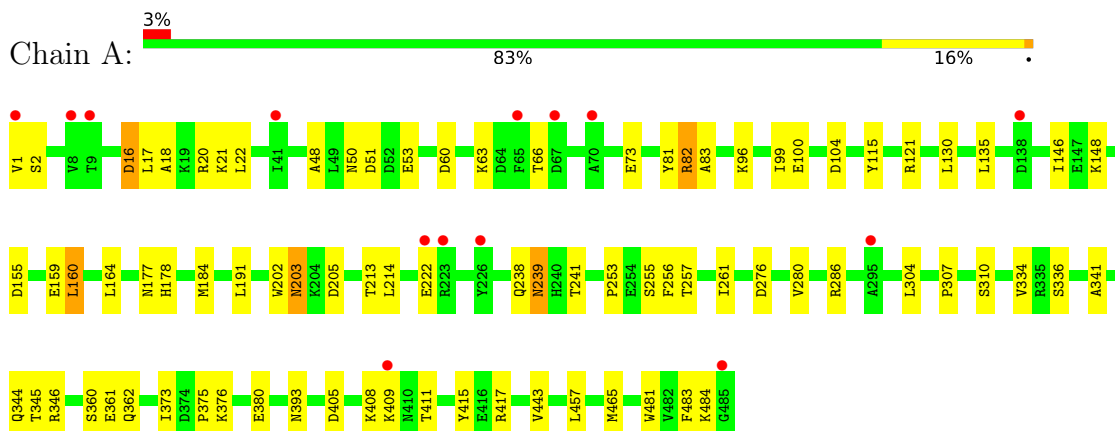 3%
Chain A:
83% 16% •
V1 S2 V8 T9 D16 L17 A18 K19 R20 K21 L22 I41 A48 L49 N50 D51 D52 E53 D60 K63 D64 F65 T66 D67 A70 E73 Y81 R82 A83 K96 I99 E100 D104 Y115 R121 L130 L135 D138 I146 E147 K148
D155 E159 L160 L164 N177 H178 M184 L191 W202 N203 K204 D205 T213 L214 E222 R223 Y226 Q238 N239 H240 T241 P253 E254 S255 F256 T257 I261 D276 V280 R286 A295 L304 P307 S310 V334 R335 S336 A341
Q344 T345 R346 S360 E361 Q362 I373 D374 P375 K376 E380 N393 D405 K408 K409 N410 T411 Y415 E416 R417 V443 L457 M465 W481 V482 F483 K484 G485